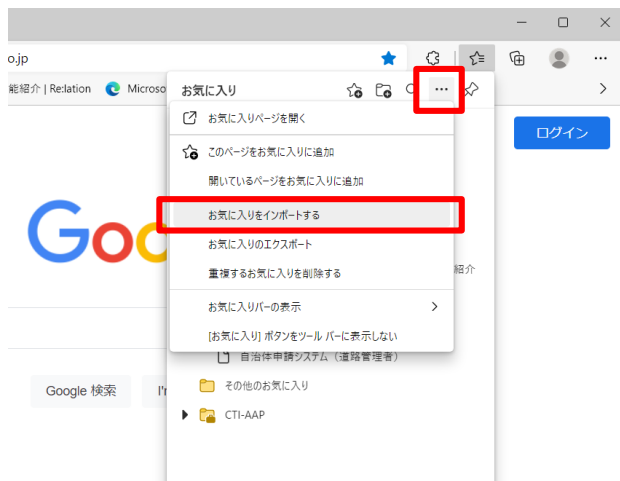 o.jp
能紹介 | Re:lation
Microso
お気に入り
お気に入りページを開く
このページをお気に入りに追加
開いているページをお気に入りに追加
お気に入りをインポートする
お気に入りのエクスポート
重複するお気に入りを削除する
お気に入りバーの表示
[お気に入り] ボタンをツール バーに表示しない
ログイン
Goo
紹介
自治体申請システム（道路管理者）
その他のお気に入り
CTI-AAP
Google 検索
I'r